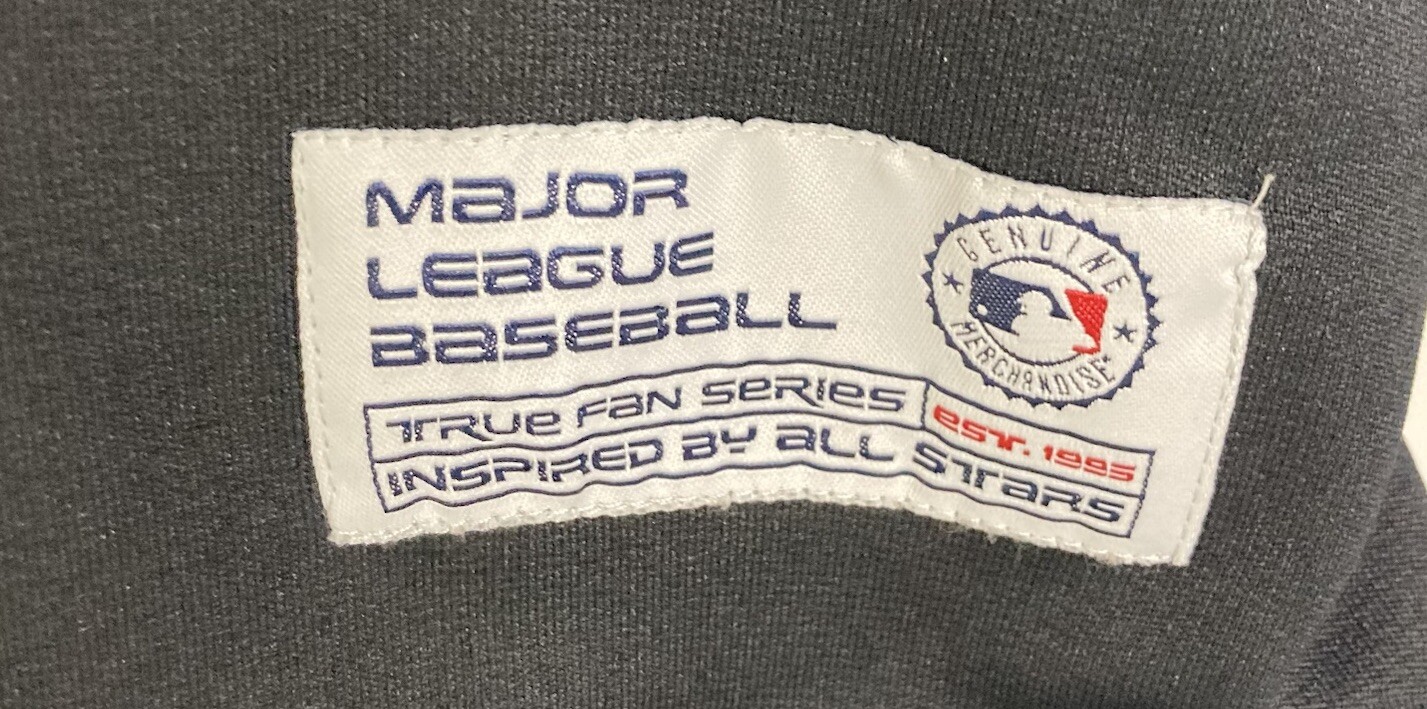 MAJOR
LEAGUE
BASEBALL
GENUINE
MERCHANDISE
TRUE FAN SERIES EST. 1995
INSPIRED BY ALL STARS